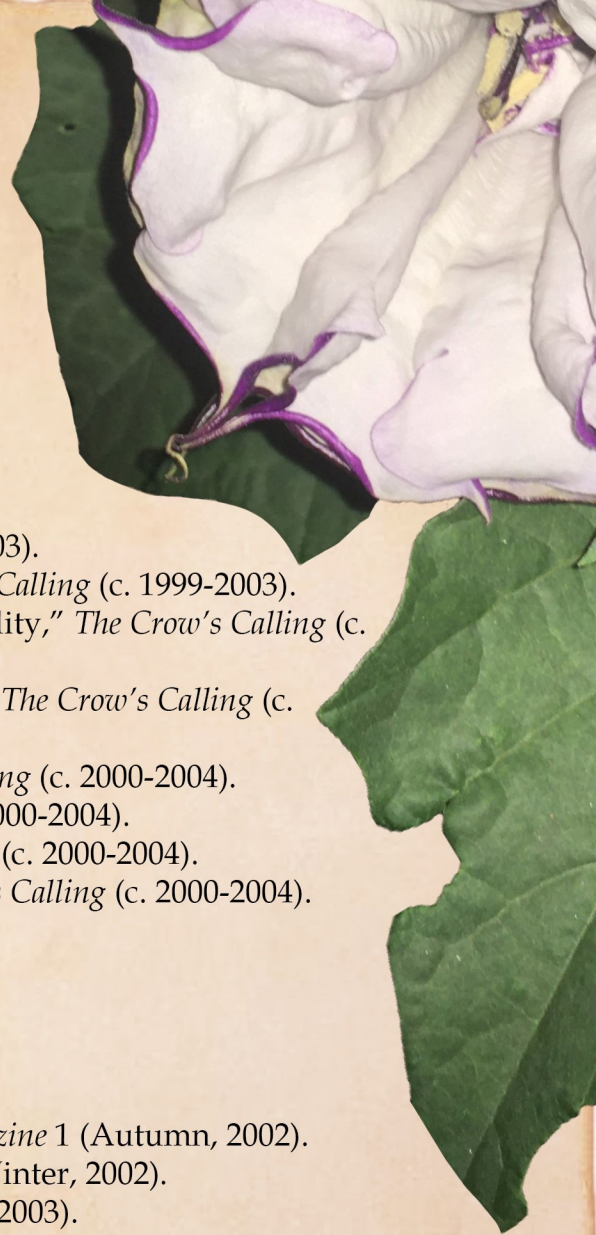 03).
Calling (c. 1999-2003).
lity,” The Crow’s Calling (c.
The Crow’s Calling (c.
ng (c. 2000-2004).
000-2004).
(c. 2000-2004).
s Calling (c. 2000-2004).
zine 1 (Autumn, 2002).
inter, 2002).
2003).